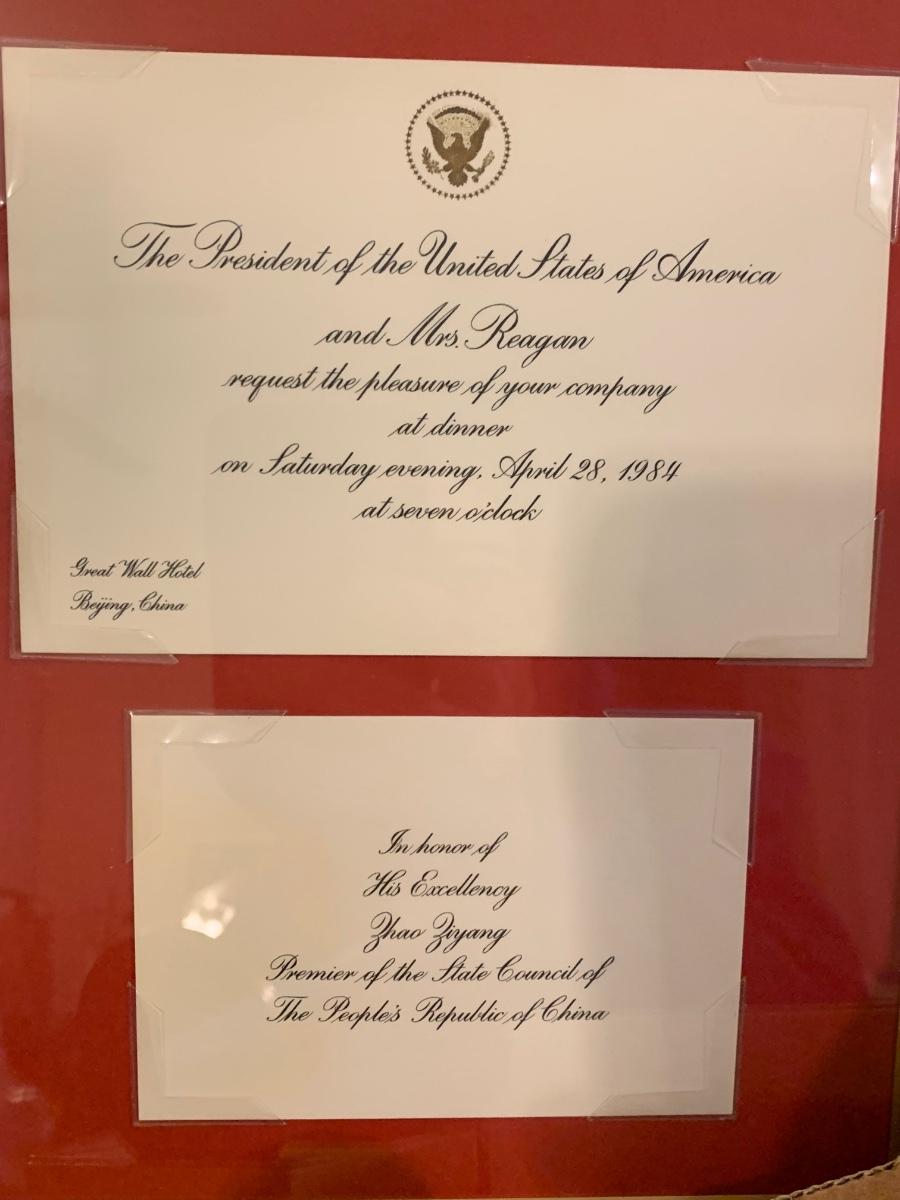 The President of the United States of America
and Mrs. Reagan
request the pleasure of your company
at dinner
on Saturday evening, April 28, 1984
at seven o'clock
Great Wall Hotel
Beijing, China
In honor of
His Excellency
Zhao Ziyang
Premier of the State Council of
The People's Republic of China